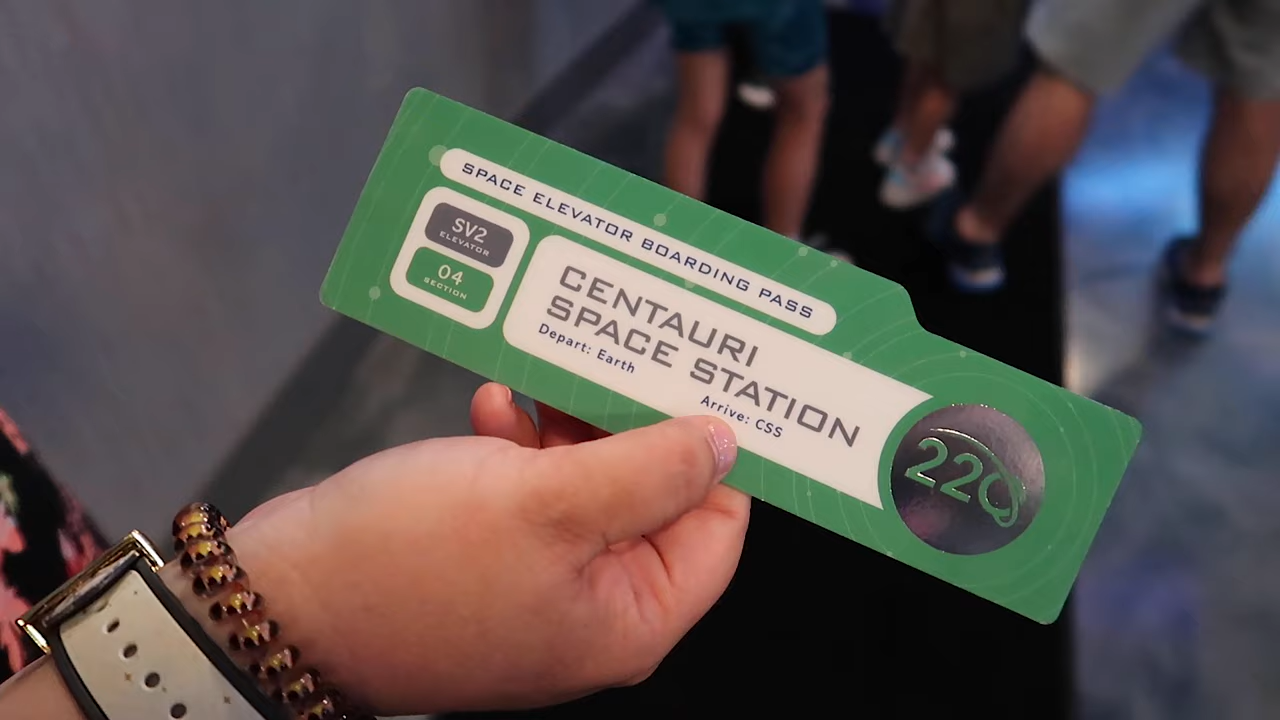 SPACE ELEVATOR BOARDING PASS
SV2
ELEVATOR
04
SECTION
CENTAURI
SPACE STATION
Depart: Earth
Arrive: CSS
220